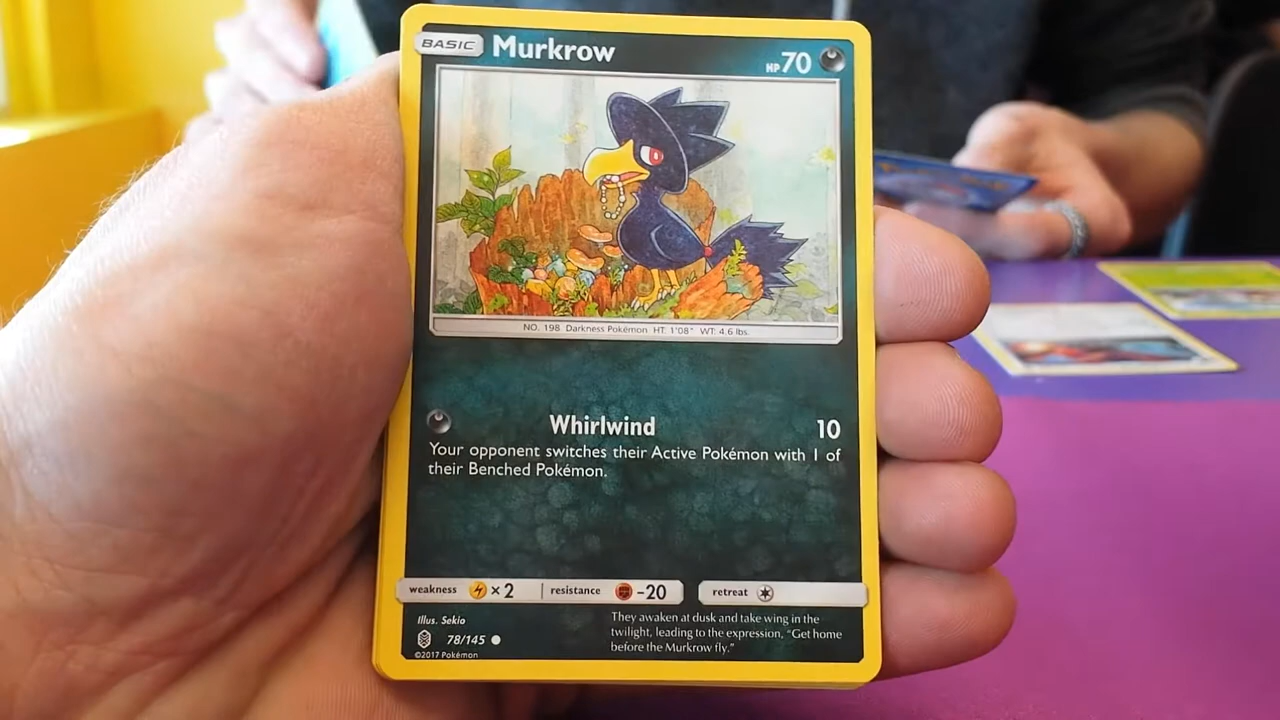 BASIC Murkrow HP 70
NO. 198. Darkness Pokémon HT: 1'08" WT: 4.6 lbs.
Whirlwind 10
Your opponent switches their Active Pokémon with 1 of
their Benched Pokémon.
weakness ×2 resistance -20 retreat
Illus. Sekio
78/145
©2017 Pokémon
They awaken at dusk and take wing in the
twilight, leading to the expression, "Get home
before the Murkrow fly."